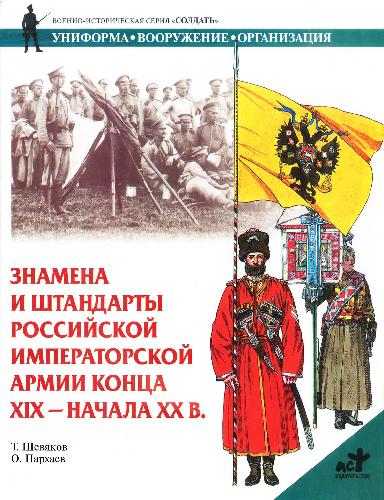 ВОЕННО-ИСТОРИЧЕСКАЯ СЕРИЯ «СОЛДАТЪ»
УНИФОРМА•ВООРУЖЕНИЕ•ОРГАНИЗАЦИЯ
ЗНАМЕНА
И ШТАНДАРТЫ
РОССИЙСКОЙ
ИМПЕРАТОРСКОЙ
АРМИИ КОНЦА
XIX — НАЧАЛА XX В.
Т. Шевяков
О. Пархаев
аст
ИЗДАТЕЛЬСТВО